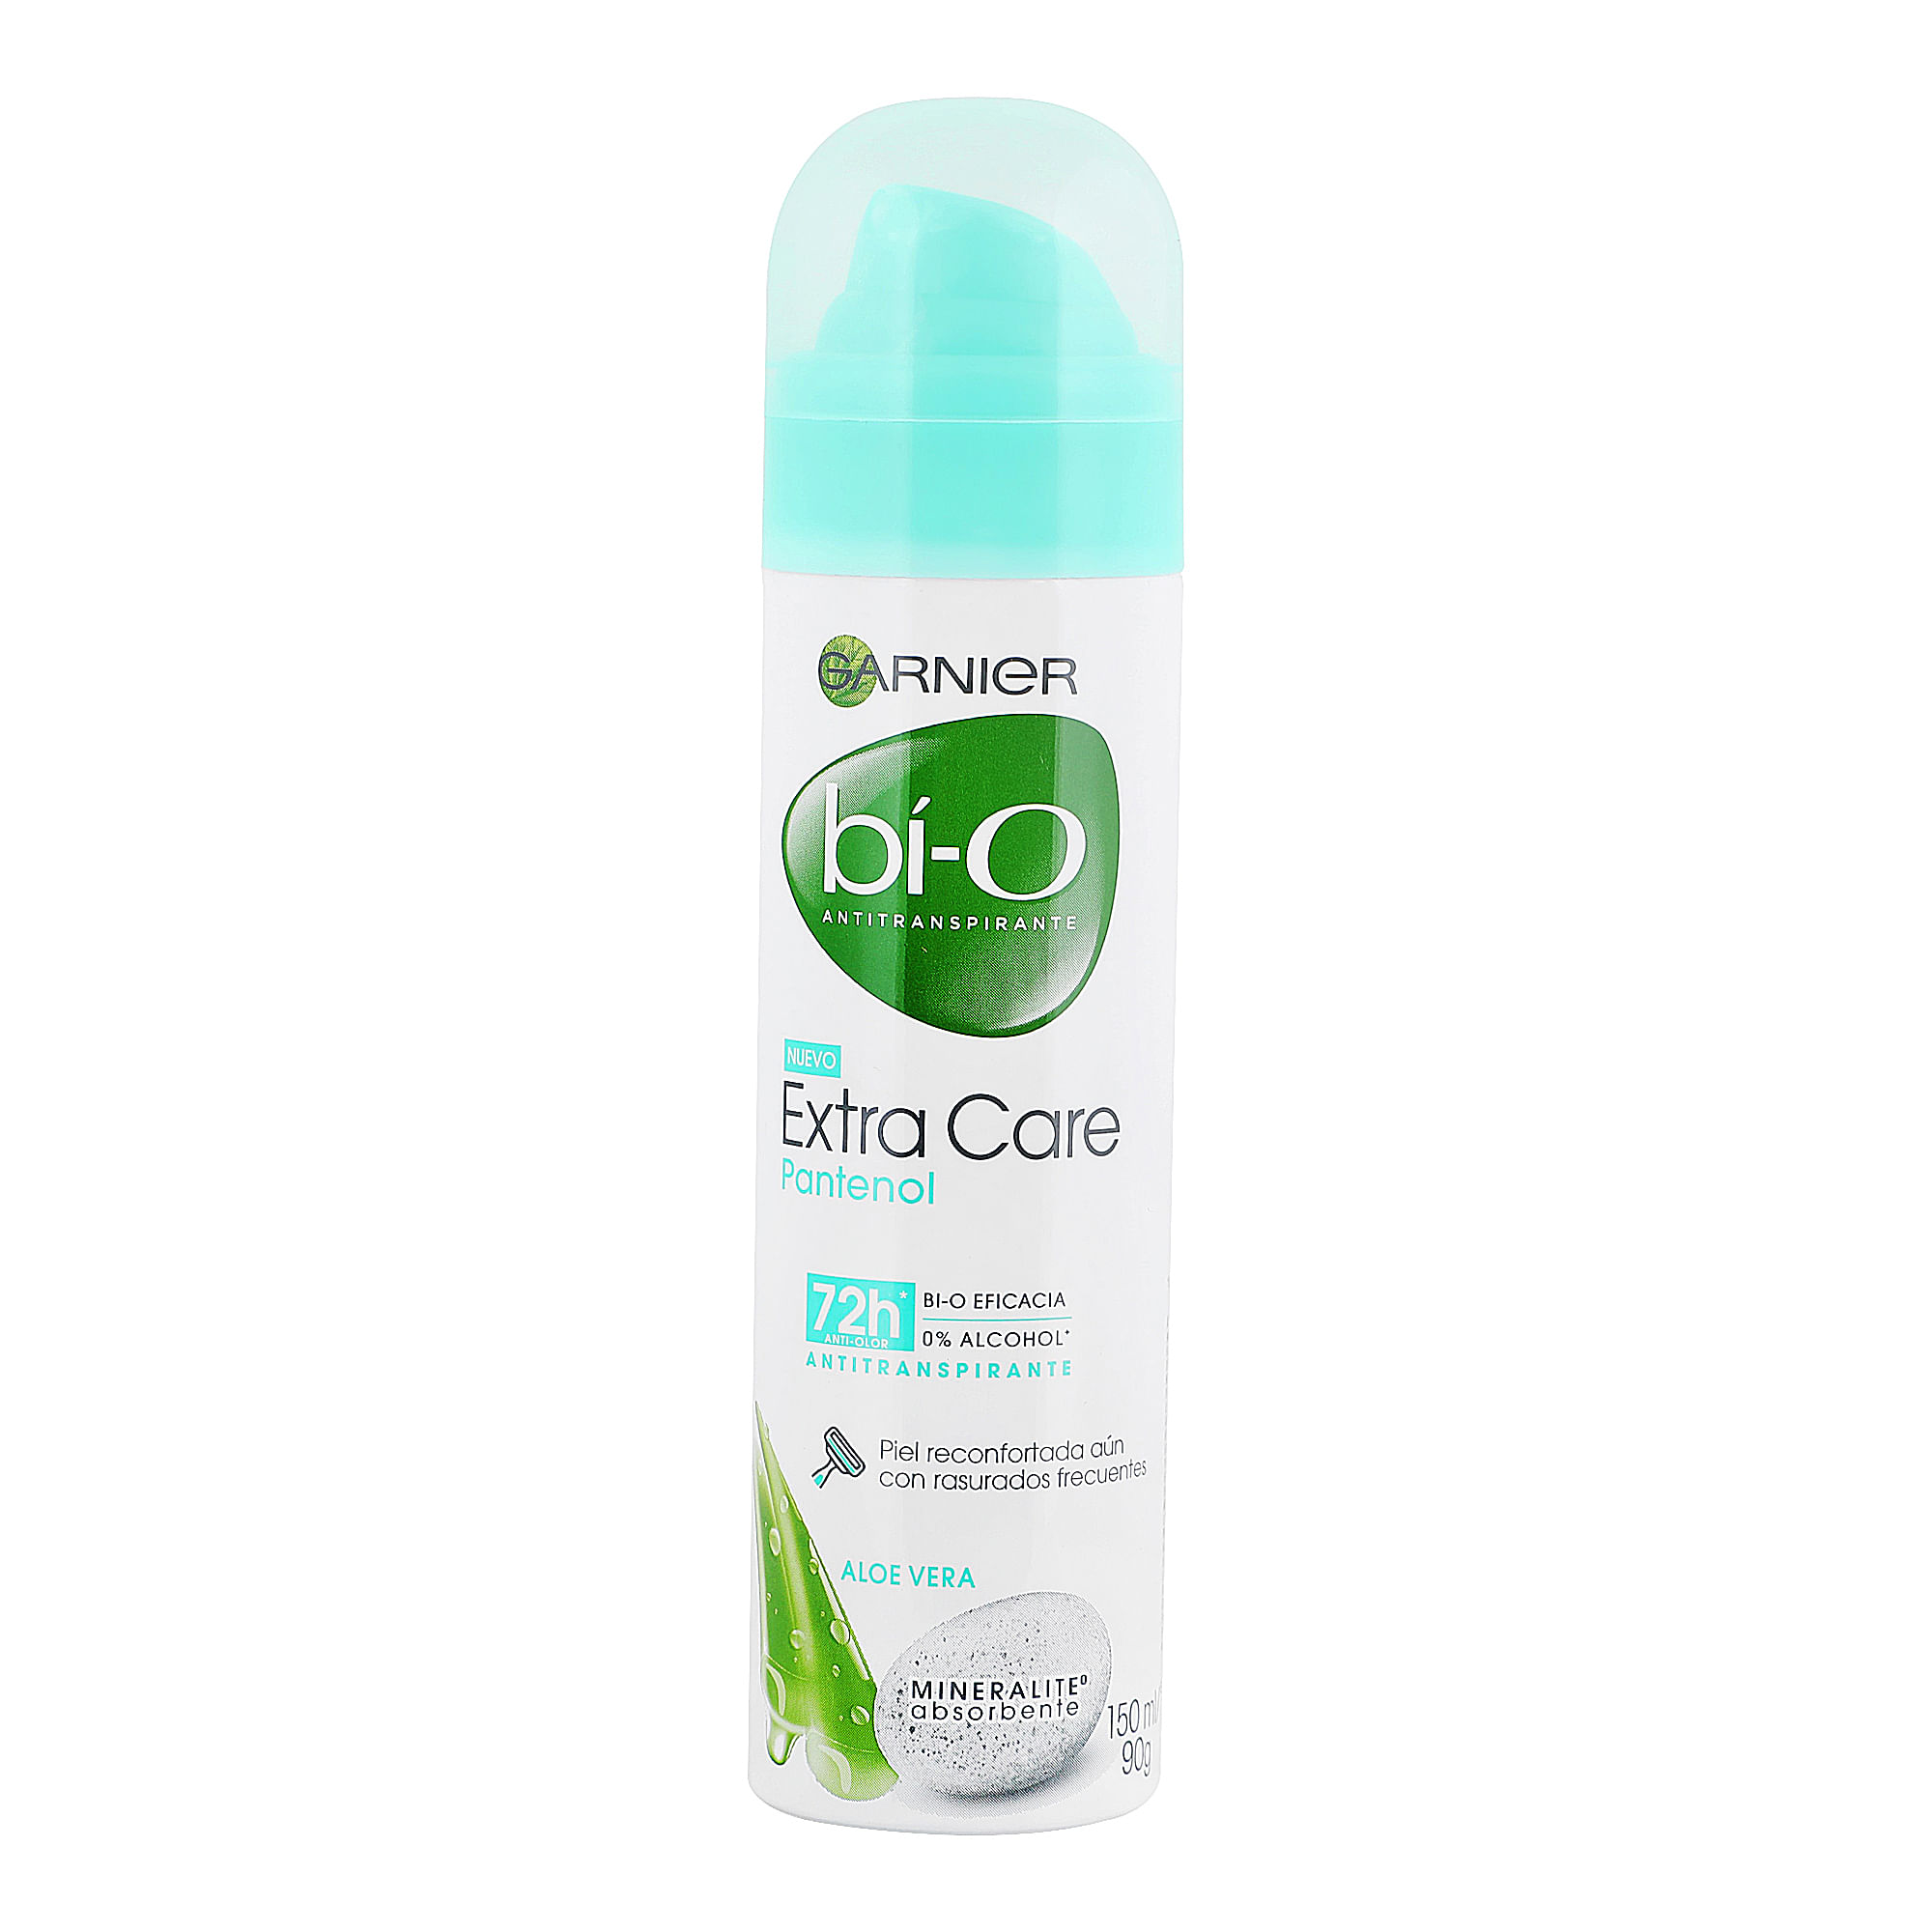 GARNIER
bí-o
ANTITRANSPIRANTE
NUEVO
Extra Care
Pantenol
72h*
ANTI-OLOR
BI-O EFICACIA
0% ALCOHOL+
ANTITRANSPIRANTE
Piel reconfortada aún
con rasurados frecuentes
ALOE VERA
MINERALITE⁰
absorbente
150 ml/
90g